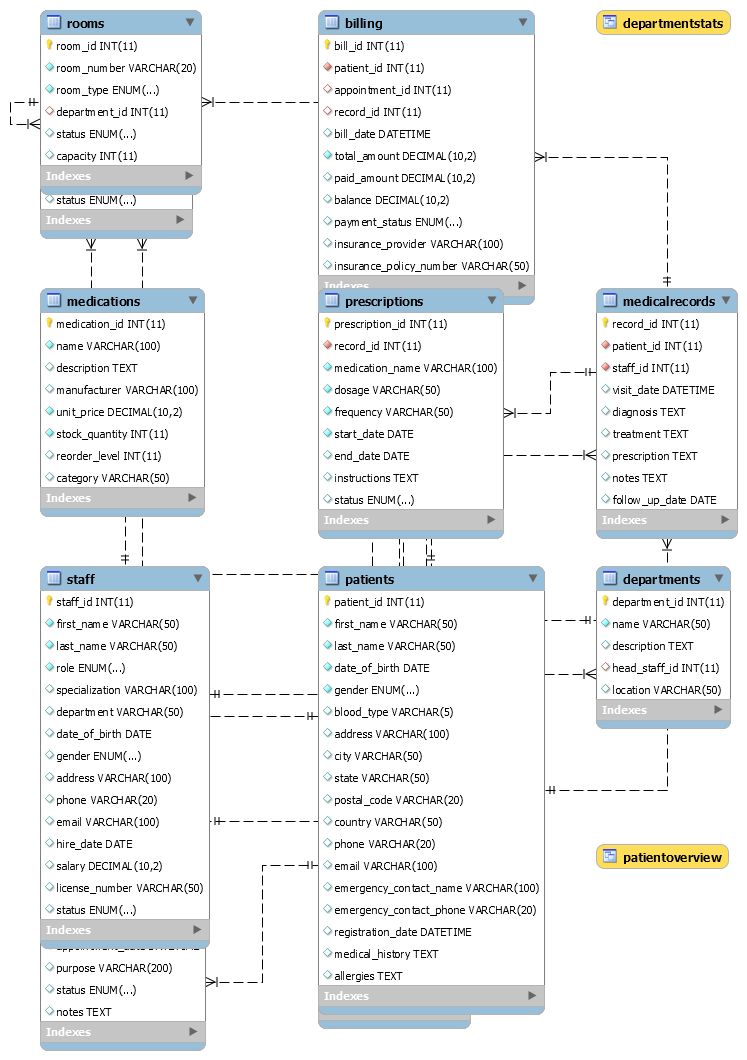 rooms
room_id INT(11)
room_number VARCHAR(20)
room_type ENUM(...)
department_id INT(11)
status ENUM(...)
capacity INT(11)
Indexes
status ENUM(...)
Indexes
billing
bill_id INT(11)
patient_id INT(11)
appointment_id INT(11)
record_id INT(11)
bill_date DATETIME
total_amount DECIMAL(10,2)
paid_amount DECIMAL(10,2)
balance DECIMAL(10,2)
payment_status ENUM(...)
insurance_provider VARCHAR(100)
insurance_policy_number VARCHAR(50)
Indexes
departmentstats
medications
medication_id INT(11)
name VARCHAR(100)
description TEXT
manufacturer VARCHAR(100)
unit_price DECIMAL(10,2)
stock_quantity INT(11)
reorder_level INT(11)
category VARCHAR(50)
Indexes
prescriptions
prescription_id INT(11)
record_id INT(11)
medication_name VARCHAR(100)
dosage VARCHAR(50)
frequency VARCHAR(50)
start_date DATE
end_date DATE
instructions TEXT
status ENUM(...)
Indexes
medicalrecords
record_id INT(11)
patient_id INT(11)
staff_id INT(11)
visit_date DATETIME
diagnosis TEXT
treatment TEXT
prescription TEXT
notes TEXT
follow_up_date DATE
Indexes
staff
staff_id INT(11)
first_name VARCHAR(50)
last_name VARCHAR(50)
role ENUM(...)
specialization VARCHAR(100)
department VARCHAR(50)
date_of_birth DATE
gender ENUM(...)
address VARCHAR(100)
phone VARCHAR(20)
email VARCHAR(100)
hire_date DATE
salary DECIMAL(10,2)
license_number VARCHAR(50)
status ENUM(...)
Indexes
purpose VARCHAR(200)
status ENUM(...)
notes TEXT
Indexes
patients
patient_id INT(11)
first_name VARCHAR(50)
last_name VARCHAR(50)
date_of_birth DATE
gender ENUM(...)
blood_type VARCHAR(5)
address VARCHAR(100)
city VARCHAR(50)
state VARCHAR(50)
postal_code VARCHAR(20)
country VARCHAR(50)
phone VARCHAR(20)
email VARCHAR(100)
emergency_contact_name VARCHAR(100)
emergency_contact_phone VARCHAR(20)
registration_date DATETIME
medical_history TEXT
allergies TEXT
Indexes
departments
department_id INT(11)
name VARCHAR(50)
description TEXT
head_staff_id INT(11)
location VARCHAR(50)
Indexes
patientoverview